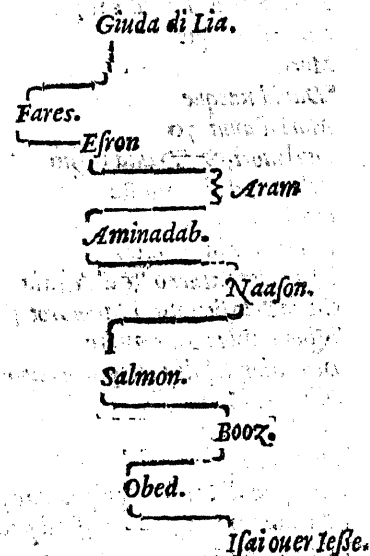 Giuda di Lia.
Fares.
Eſron
Aram
Aminadab.
Naaſon.
Salmon.
Booz.
Obed.
Iſai ouer Ieſſe.